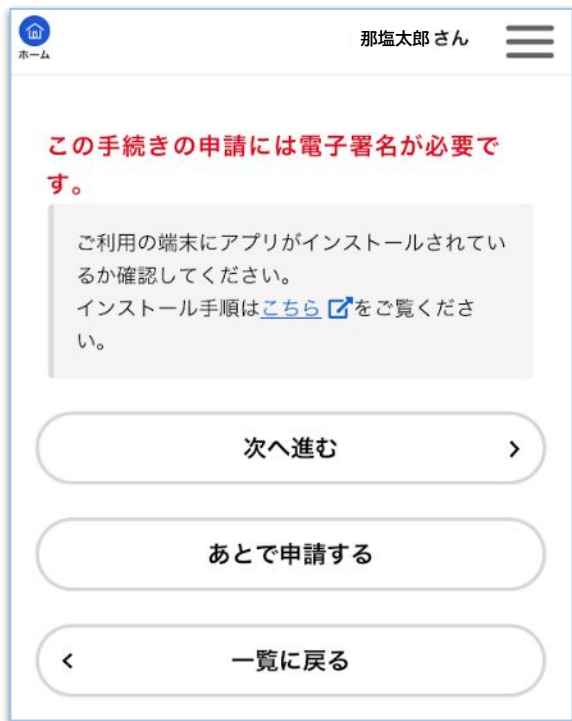 ホーム
那塩太郎 さん
この手続きの申請には電子署名が必要で
す。
ご利用の端末にアプリがインストールされてい
るか確認してください。
インストール手順はこちら をご覧くださ
い。
次へ進む
あとで申請する
一覧に戻る